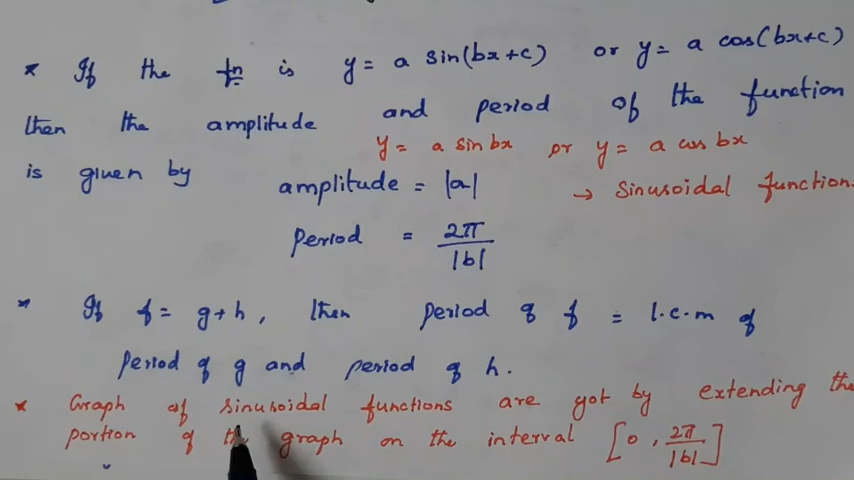 * If the fn is y = a sin(bx+c) or y = a cos(bx+c)
then the amplitude and period of the function
y = a sin bx or y = a cos bx
is given by amplitude = |a| → Sinusoidal function.
Period = 2π/|b|
* If f = g+h, then period of f = l.c.m of
Period of g and period of h.
* Graph of sinusoidal functions are got by extending the
portion of the graph on the interval [0, 2π/|b|]